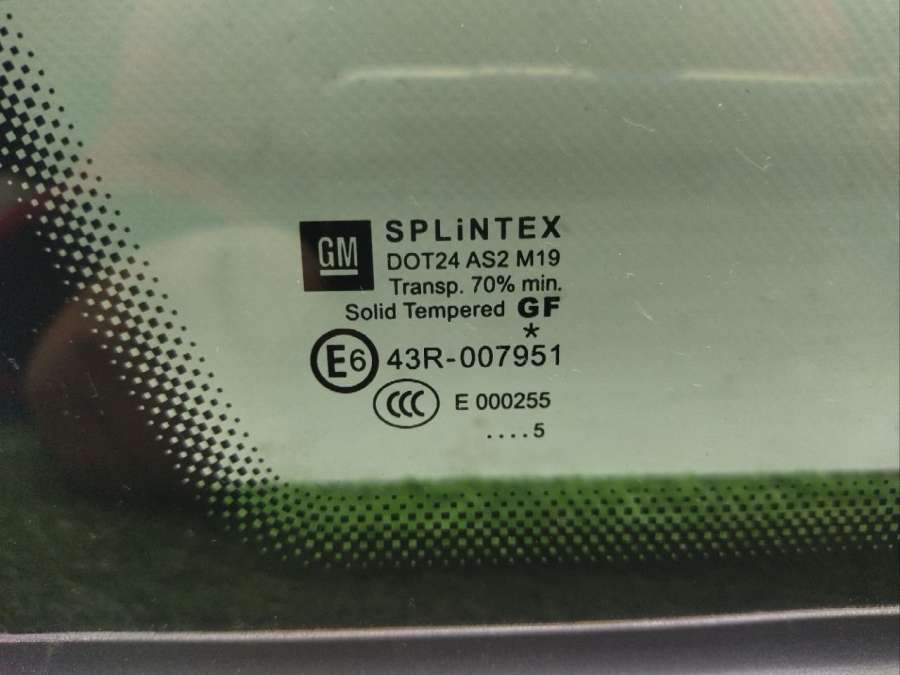 GM
SPLiNTEX
DOT24 AS2 M19
Transp. 70% min.
Solid Tempered GF
*
E6 43R-007951
CCC E 000255
....5